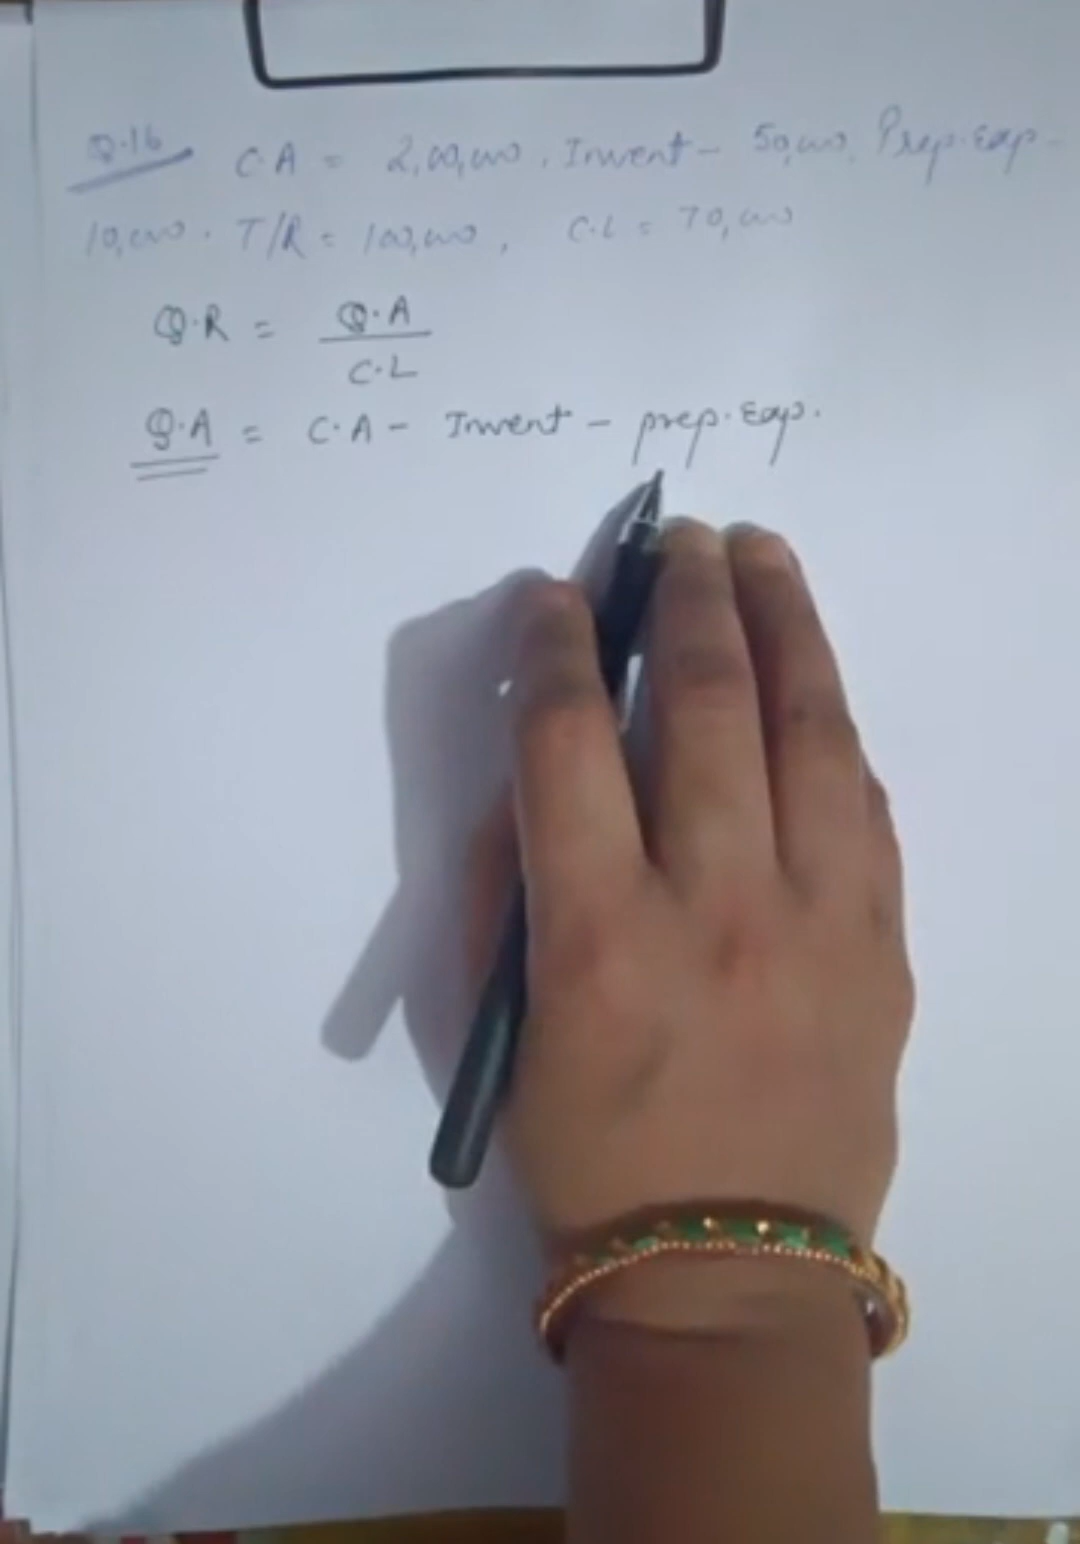 Q.16 C.A = 2,00,000, Invent - 50,000, Prep.Exp -
10,000. T/R = 100,000, C.L = 70,000
Q.R = Q.A
C.L
Q.A = C.A - Invent - prep.Exp.